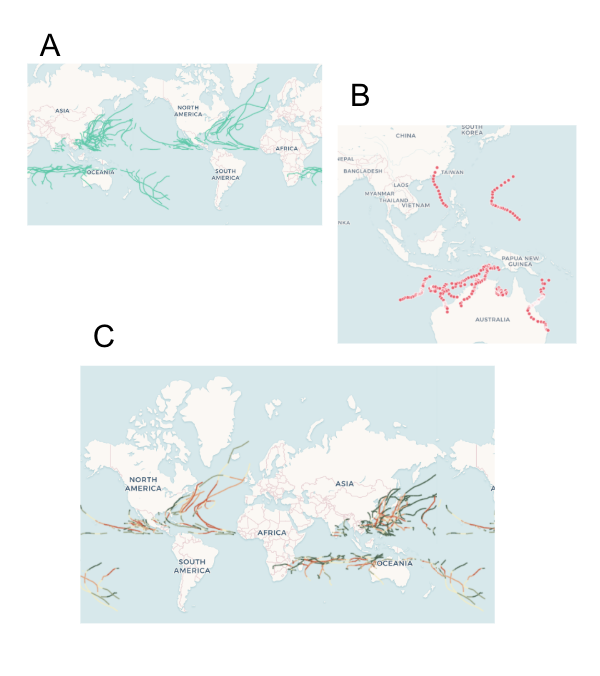 A
ASIA
NORTH
AMERICA
AFRICA
OCEANIA
SOUTH
AMERICA
B
SOUTH
KOREA
CHINA
NEPAL
BANGLADESH
TAIWAN
LAOS
MYANMAR
THAILAND
VIETNAM
NKA
PAPUA NEW
GUINEA
AUSTRALIA
C
NORTH
AMERICA
ASIA
A
AFRICA
SOUTH
AMERICA
OCEANIA